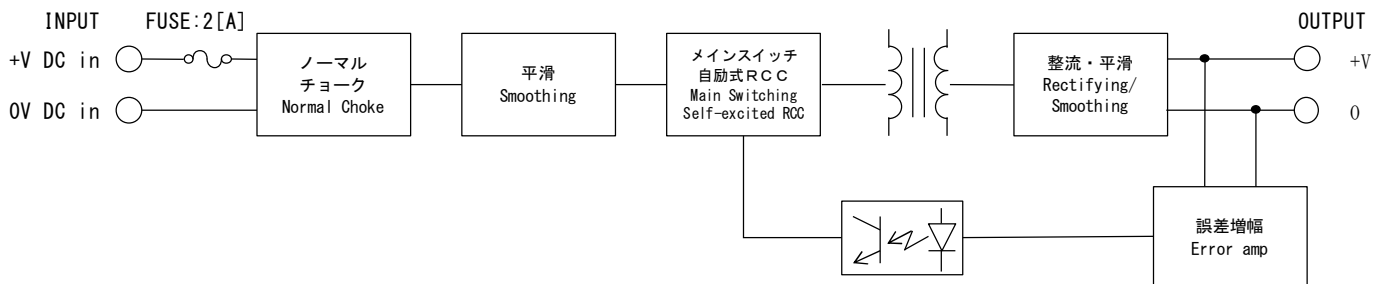 INPUT
FUSE:2[A]
OUTPUT
+V DC in
0V DC in
ノーマル
チョーク
Normal Choke
平滑
Smoothing
メインスイッチ
自励式RCC
Main Switching
Self-excited RCC
整流・平滑
Rectifying/
Smoothing
+V
0
誤差増幅
Error amp